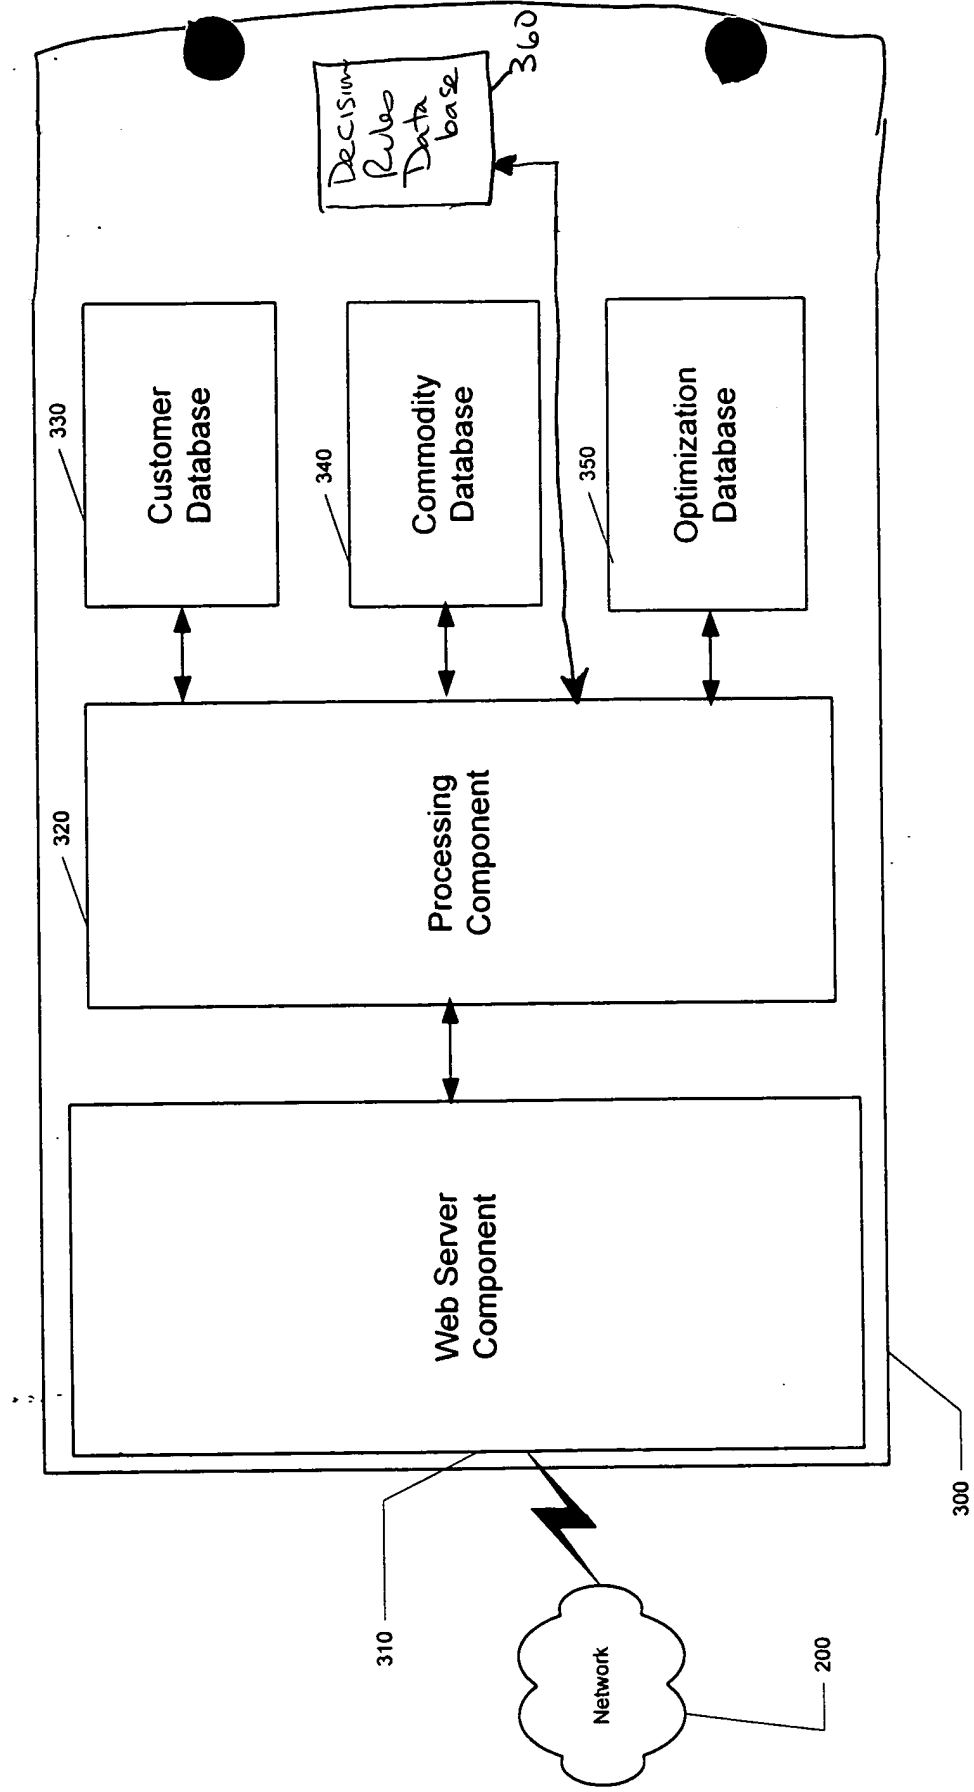 330
Customer
Database
340
Commodity
Database
350
Optimization
Database
Decision
Rules
Data
base
360
320
Processing
Component
Web Server
Component
310
Network
200
300